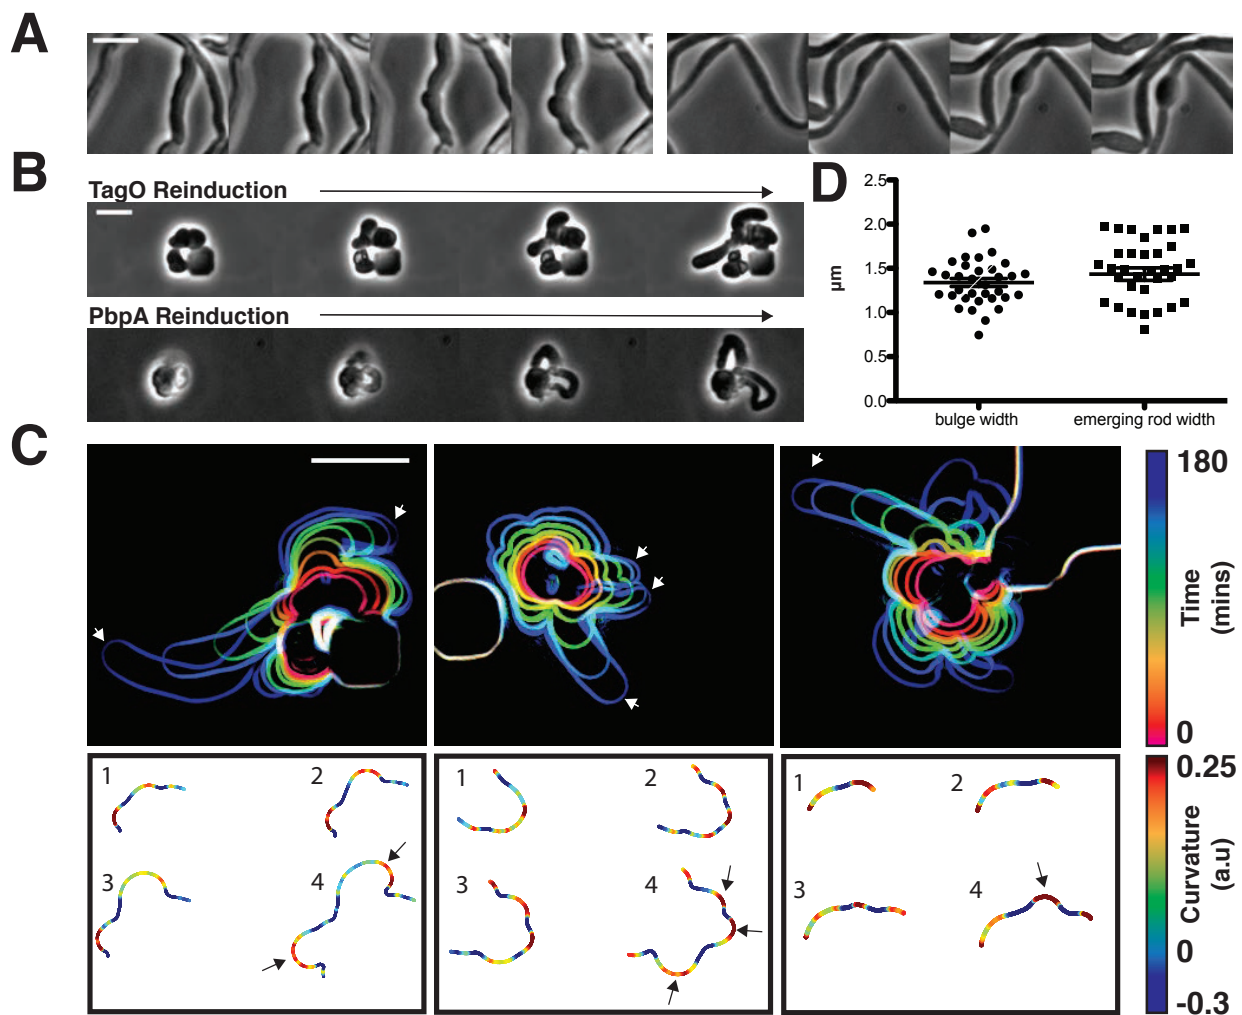 A
B
TagO Reinduction
PbpA Reinduction
D
2.5
2.0
1.5
1.0
0.5
0.0
µm
bulge width
emerging rod width
C
180
Time
(mins)
0
1
2
3
4
1
2
3
4
1
2
3
4
0.25
Curvature
(a.u)
0
-0.3